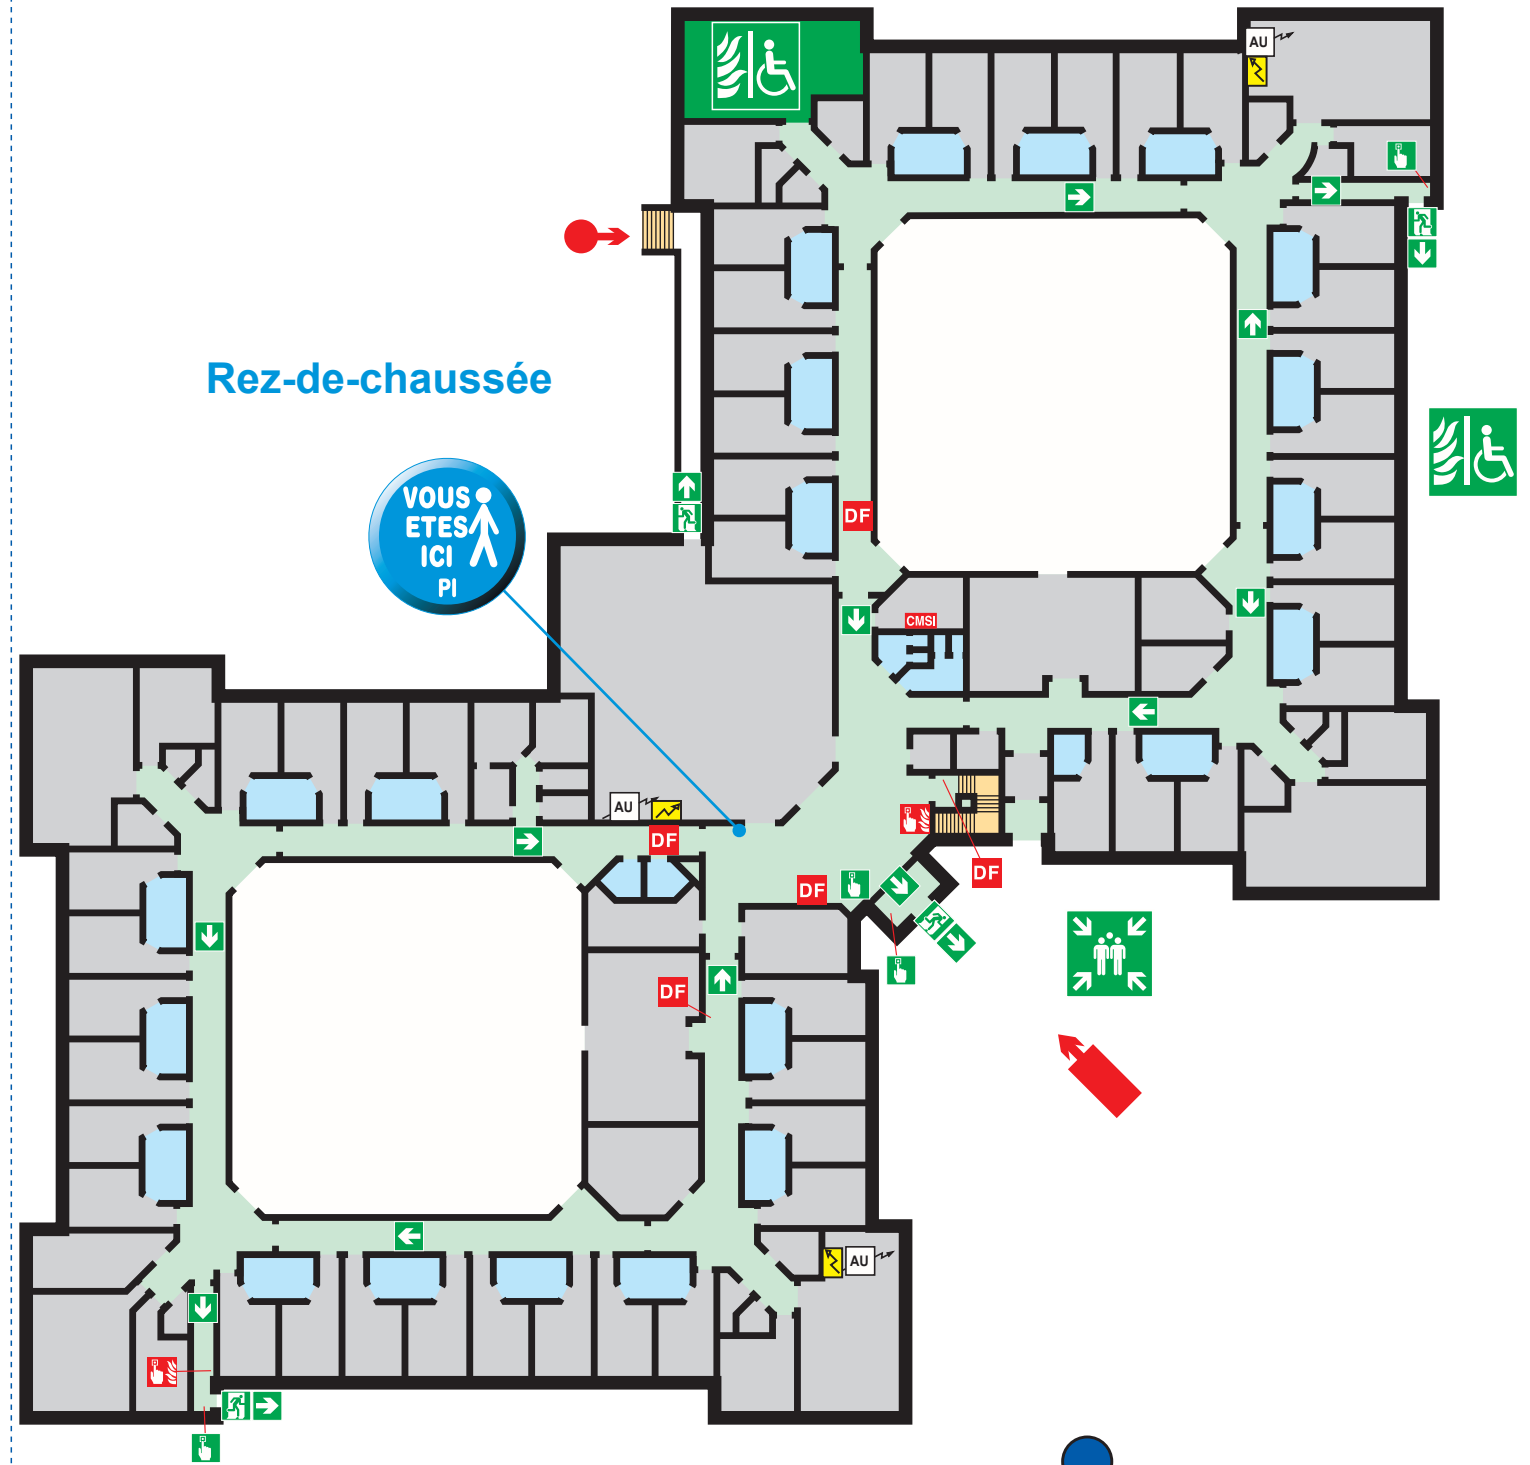 AU
Rez-de-chaussée
VOUS
ETES
ICI
PI
DF
CMSI
AU
DF
DF
DF
DF
AU